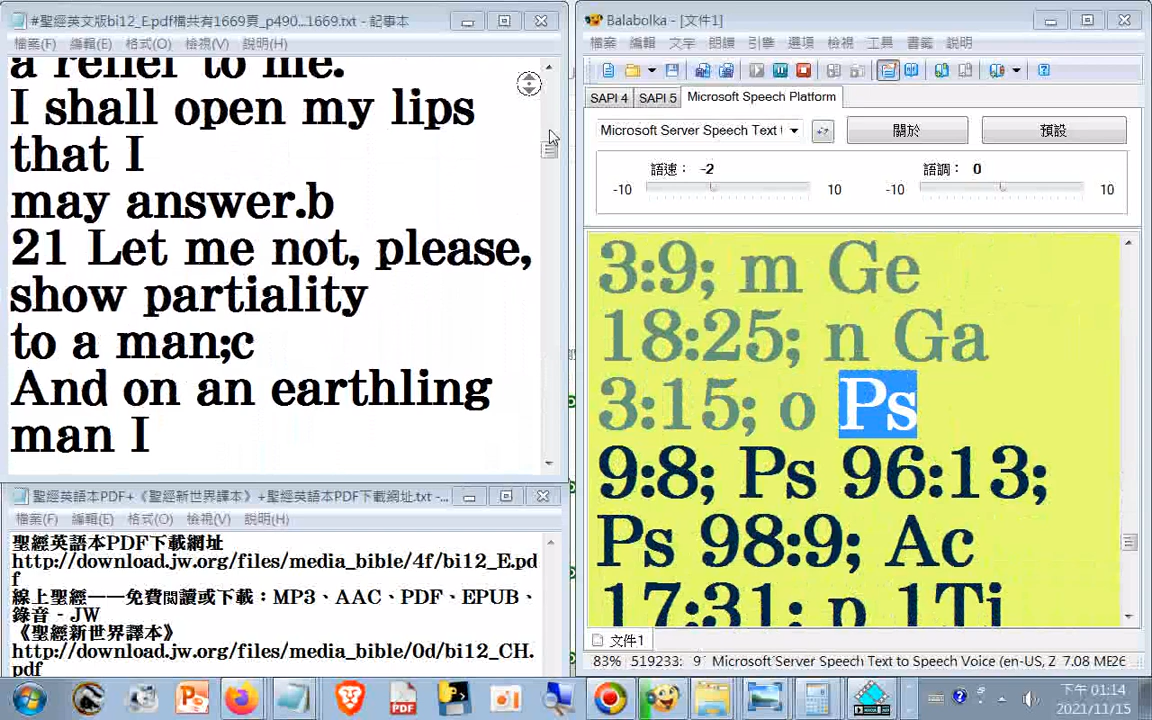 #聖經英文版bi12_E.pdf檔共有1669頁_p490...1669.txt - 記事本
檔案(F) 編輯(E) 格式(O) 檢視(V) 說明(H)
a relief to me.
I shall open my lips
that I
may answer.b
21 Let me not, please,
show partiality
to a man;c
And on an earthling
man I
聖經英語本PDF+《聖經新世界譯本》+聖經英語本PDF下載網址.txt -...
檔案(F) 編輯(E) 格式(O) 檢視(V) 說明(H)
聖經英語本PDF下載網址
http://download.jw.org/files/media_bible/4f/bi12_E.pd
f
線上聖經——免費閱讀或下載：MP3、AAC、PDF、EPUB、
錄音 - JW
《聖經新世界譯本》
http://download.jw.org/files/media_bible/0d/bi12_CH.
pdf
Balabolka - [文件1]
檔案 編輯 文字 朗讀 引擎 選項 檢視 工具 書籤 說明
SAPI 4 SAPI 5 Microsoft Speech Platform
Microsoft Server Speech Text 關於 預設
語速： -2 語調： 0
-10 10 -10 10
3:9; m Ge
18:25; n Ga
3:15; o Ps
9:8; Ps 96:13;
Ps 98:9; Ac
17:31; p 1Ti
文件1
83% 519233: 9 Microsoft Server Speech Text to Speech Voice (en-US, Z 7.08 ME26
下午 01:14
2021/11/15